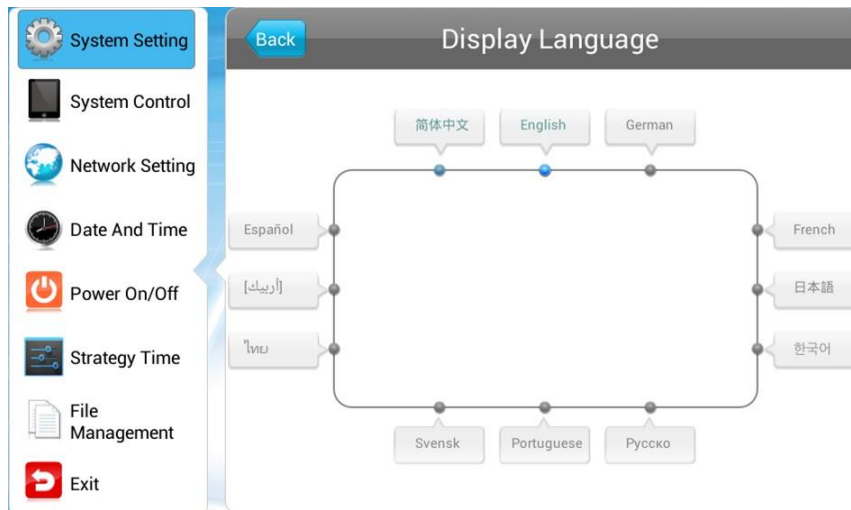 System Setting
System Control
Network Setting
Date And Time
Power On/Off
Strategy Time
File
Management
Exit
Back
Display Language
简体中文
English
German
Español
French
[أربيك]
日本語
ไทย
한국어
Svensk
Portuguese
Русско